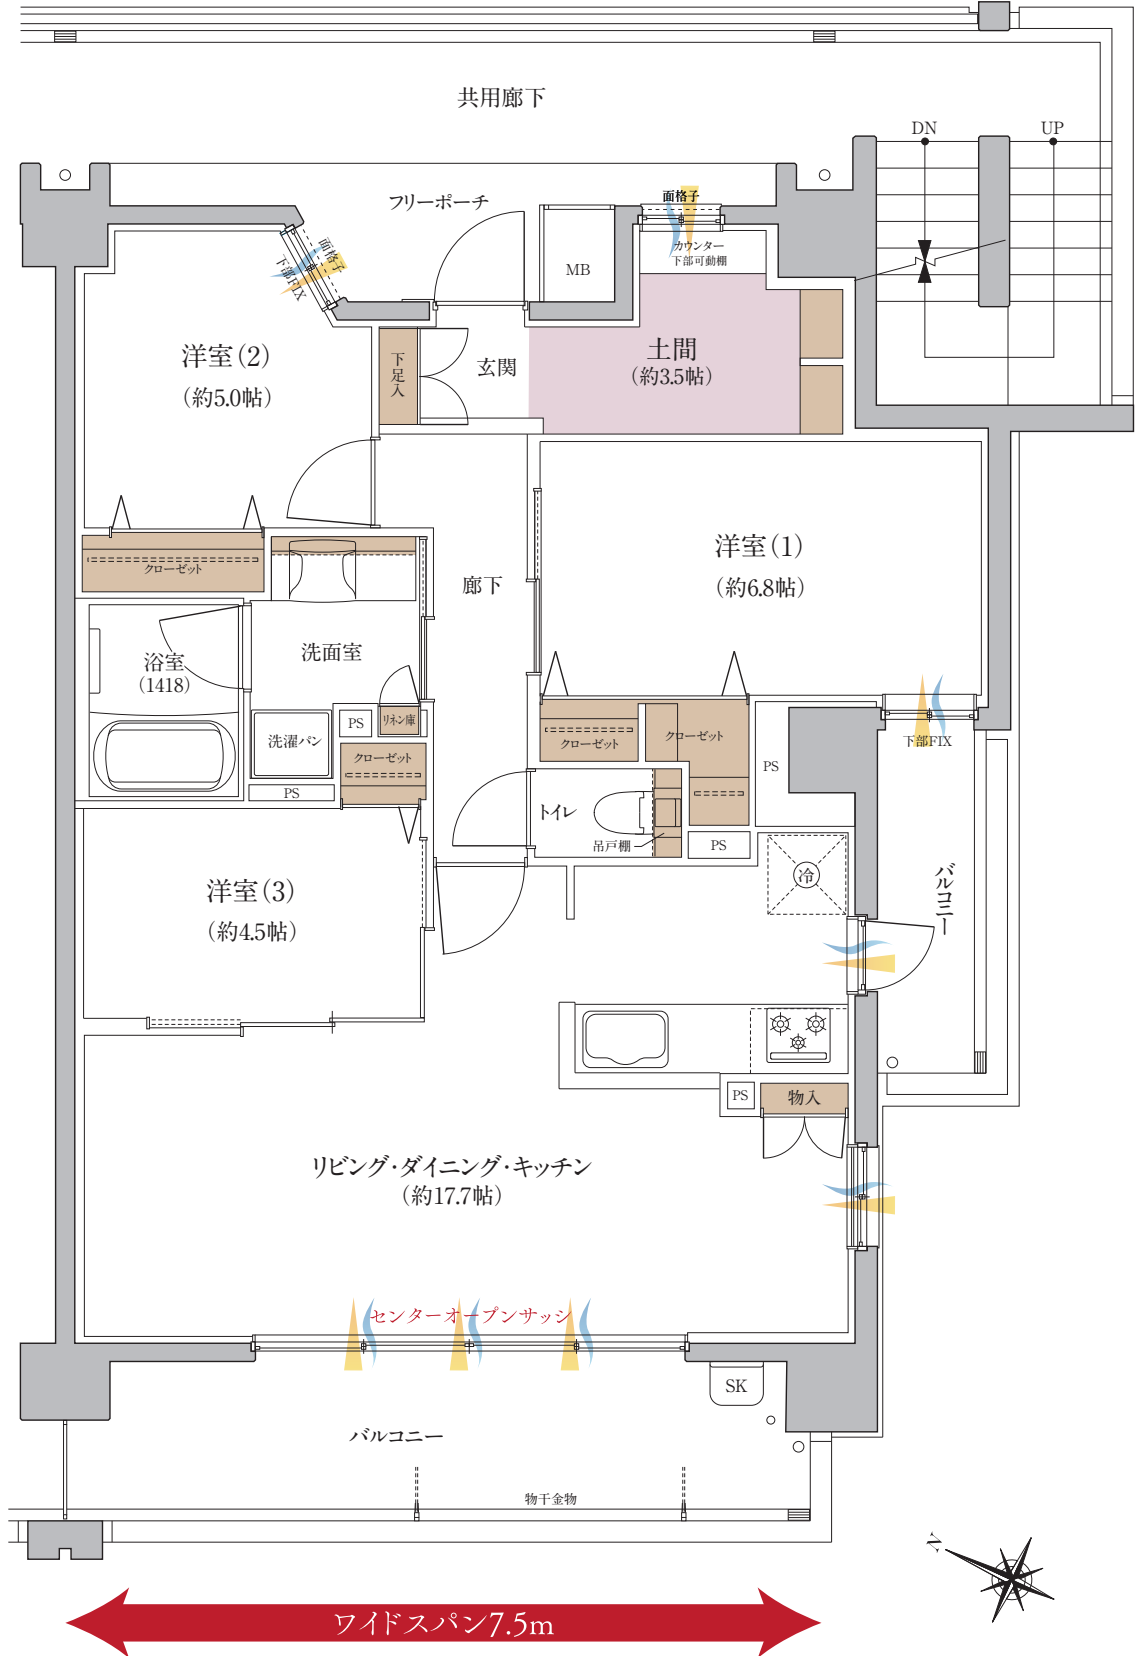 共用廊下
DN
UP
フリーポーチ
面格子
カウンター
下部可動棚
MB
面格子
下部FIX
洋室(2)
(約5.0帖)
下足入
玄関
土間
(約3.5帖)
クローゼット
廊下
洋室(1)
(約6.8帖)
浴室
(1418)
洗面室
洗濯パン
PS
リネン庫
クローゼット
PS
クローゼット
クローゼット
PS
下部FIX
トイレ
吊戸棚
PS
冷
バルコニー
洋室(3)
(約4.5帖)
PS
物入
リビング・ダイニング・キッチン
(約17.7帖)
センターオープンサッシ
SK
バルコニー
物干金物
N
ワイドスパン7.5m